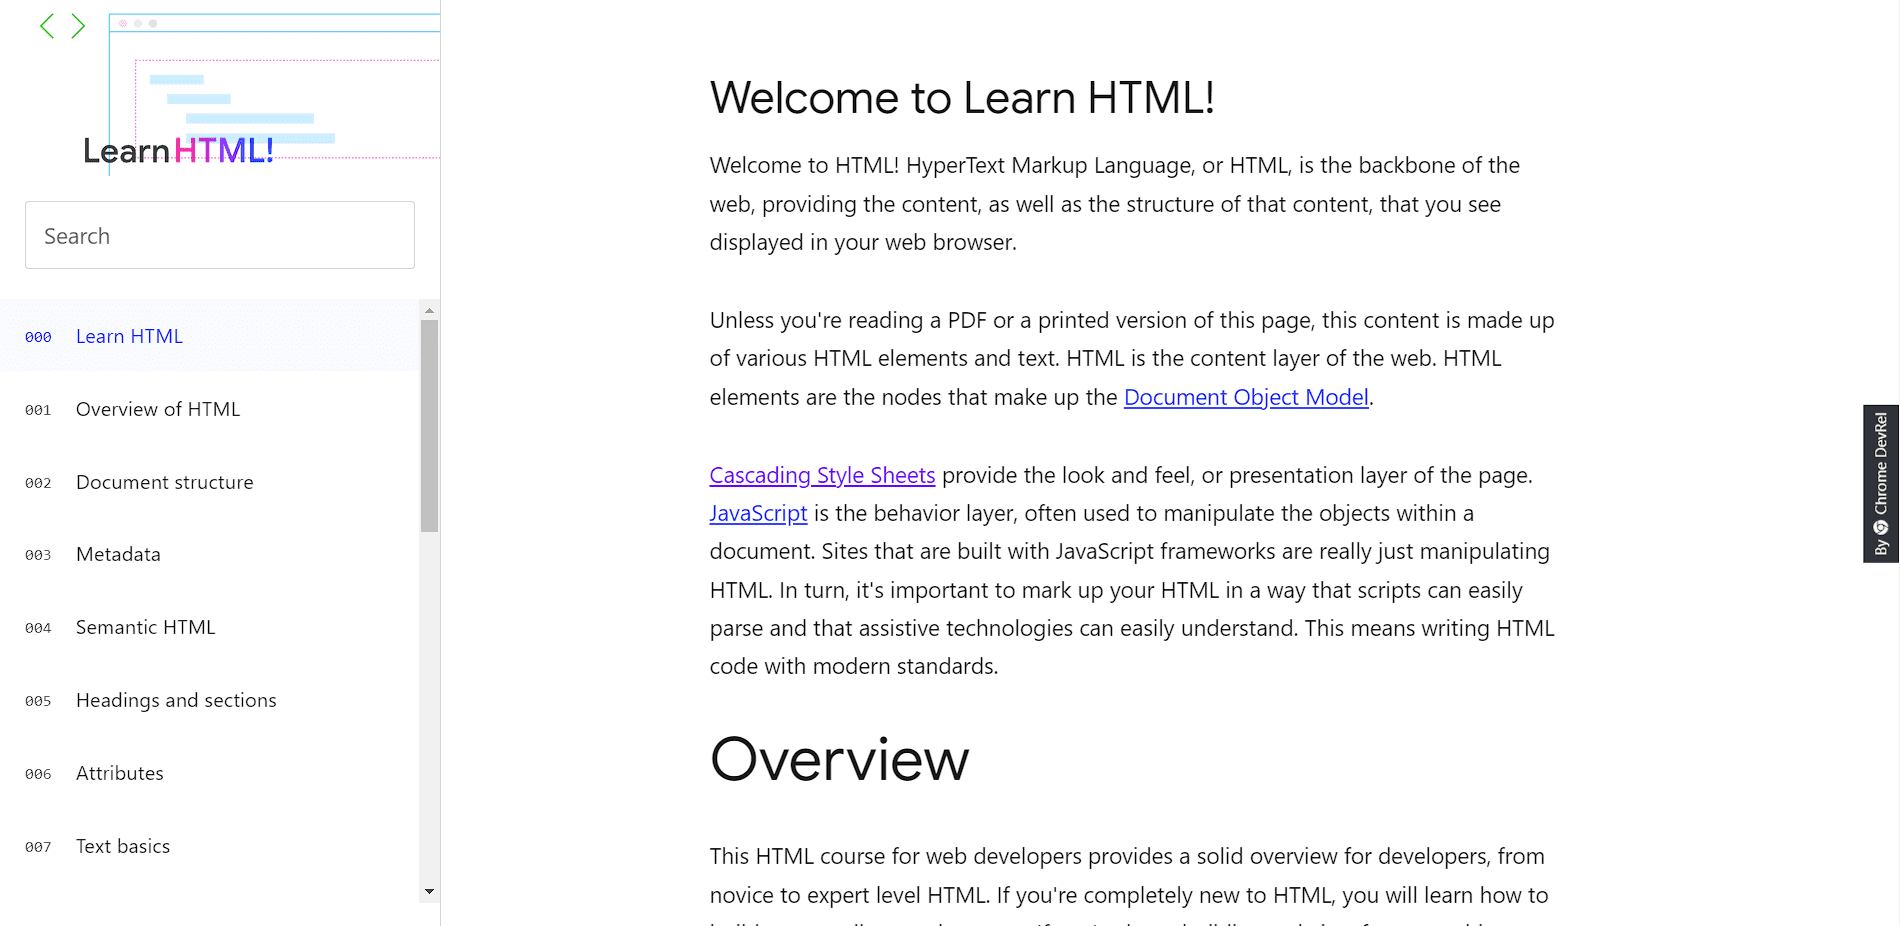 Learn HTML!
Search
000 Learn HTML
001 Overview of HTML
002 Document structure
003 Metadata
004 Semantic HTML
005 Headings and sections
006 Attributes
007 Text basics
Welcome to Learn HTML!
Welcome to HTML! HyperText Markup Language, or HTML, is the backbone of the
web, providing the content, as well as the structure of that content, that you see
displayed in your web browser.
Unless you're reading a PDF or a printed version of this page, this content is made up
of various HTML elements and text. HTML is the content layer of the web. HTML
elements are the nodes that make up the Document Object Model.
Cascading Style Sheets provide the look and feel, or presentation layer of the page.
JavaScript is the behavior layer, often used to manipulate the objects within a
document. Sites that are built with JavaScript frameworks are really just manipulating
HTML. In turn, it's important to mark up your HTML in a way that scripts can easily
parse and that assistive technologies can easily understand. This means writing HTML
code with modern standards.
Overview
This HTML course for web developers provides a solid overview for developers, from
novice to expert level HTML. If you're completely new to HTML, you will learn how to
By Chrome DevRel